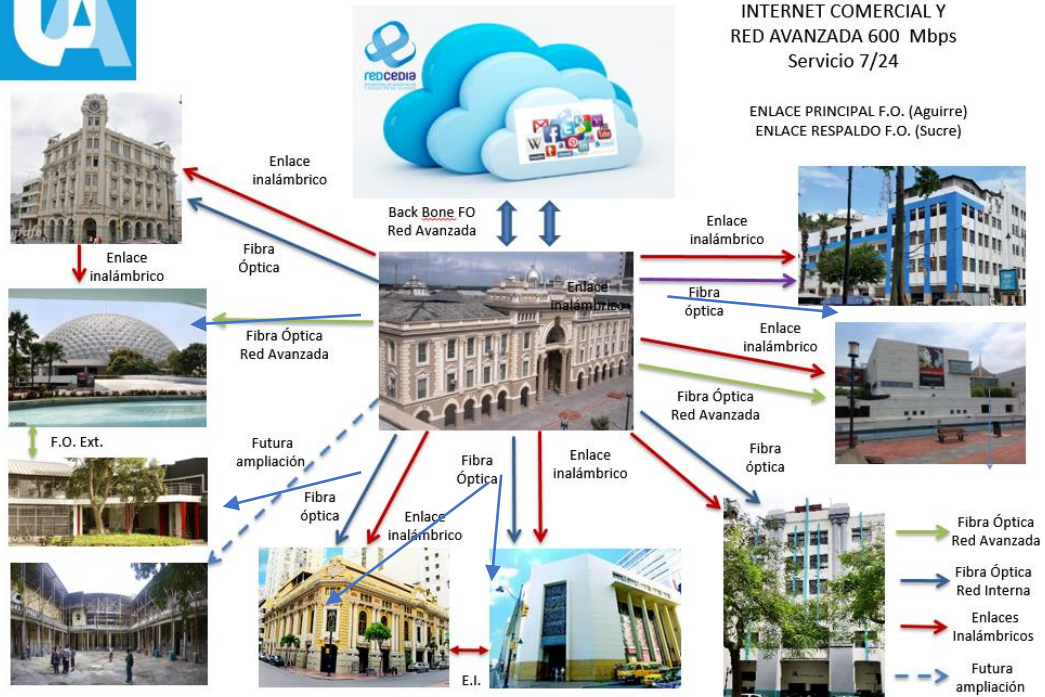 UA
INTERNET COMERCIAL Y
RED AVANZADA 600 Mbps
Servicio 7/24
redCEDIA
ENLACE PRINCIPAL F.O. (Aguirre)
ENLACE RESPALDO F.O. (Sucre)
W
You
Enlace
inalámbrico
Back Bone FO
Red Avanzada
Enlace
inalámbrico
Fibra
Óptica
Enlace
inalámbrico
Enlace
inalámbrico
Fibra
óptica
Enlace
inalámbrico
Fibra Óptica
Red Avanzada
Fibra Óptica
Red Avanzada
F.O. Ext.
Futura
ampliación
Fibra
Óptica
Enlace
inalámbrico
Fibra
óptica
Fibra
óptica
Enlace
inalámbrico
E.I.
Fibra Óptica
Red Avanzada
Fibra Óptica
Red Interna
Enlaces
Inalámbricos
Futura
ampliación